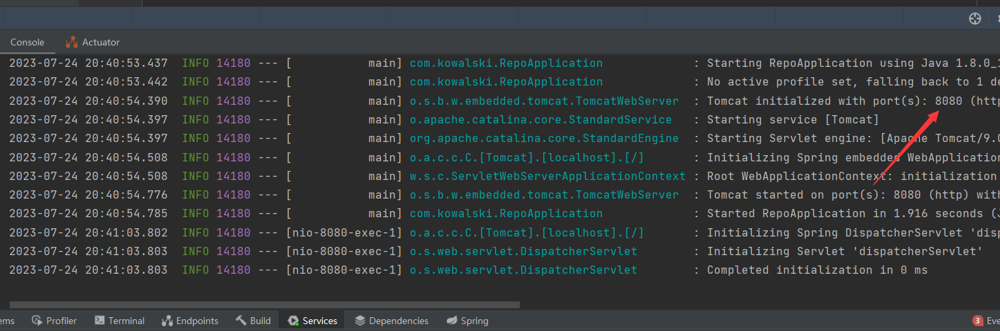 Console Actuator
2023-07-24 20:40:53.437 INFO 14180 --- [ main] com.kowalski.RepoApplication : Starting RepoApplication using Java 1.8.0_1
2023-07-24 20:40:53.442 INFO 14180 --- [ main] com.kowalski.RepoApplication : No active profile set, falling back to 1 de
2023-07-24 20:40:54.390 INFO 14180 --- [ main] o.s.b.w.embedded.tomcat.TomcatWebServer : Tomcat initialized with port(s): 8080 (http
2023-07-24 20:40:54.397 INFO 14180 --- [ main] o.apache.catalina.core.StandardService : Starting service [Tomcat]
2023-07-24 20:40:54.397 INFO 14180 --- [ main] org.apache.catalina.core.StandardEngine : Starting Servlet engine: [Apache Tomcat/9.0
2023-07-24 20:40:54.508 INFO 14180 --- [ main] o.a.c.c.C.[Tomcat].[localhost].[/] : Initializing Spring embedded WebApplication
2023-07-24 20:40:54.508 INFO 14180 --- [ main] w.s.c.ServletWebServerApplicationContext : Root WebApplicationContext: initialization
2023-07-24 20:40:54.776 INFO 14180 --- [ main] o.s.b.w.embedded.tomcat.TomcatWebServer : Tomcat started on port(s): 8080 (http) with
2023-07-24 20:40:54.785 INFO 14180 --- [ main] com.kowalski.RepoApplication : Started RepoApplication in 1.916 seconds (J
2023-07-24 20:41:03.802 INFO 14180 --- [nio-8080-exec-1] o.a.c.c.C.[Tomcat].[localhost].[/] : Initializing Spring DispatcherServlet 'disp
2023-07-24 20:41:03.803 INFO 14180 --- [nio-8080-exec-1] o.s.web.servlet.DispatcherServlet : Initializing Servlet 'dispatcherServlet'
2023-07-24 20:41:03.803 INFO 14180 --- [nio-8080-exec-1] o.s.web.servlet.DispatcherServlet : Completed initialization in 0 ms
ems Profiler Terminal Endpoints Build Services Dependencies Spring 3 Eve